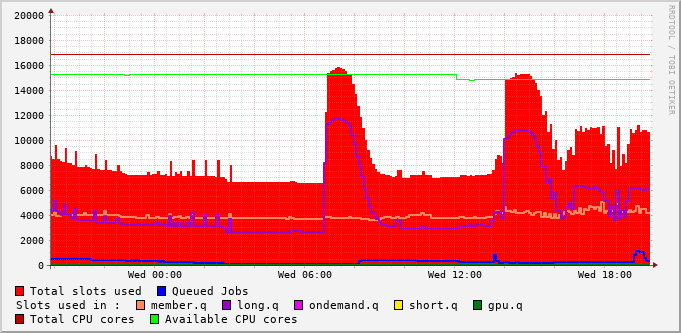 RRDTOOL / TOBI OETIKER
20000
18000
16000
14000
12000
10000
8000
6000
4000
2000
0
Wed 00:00 Wed 06:00 Wed 12:00 Wed 18:00
Total slots used Queued Jobs
Slots used in : member.q long.q ondemand.q short.q gpu.q
Total CPU cores Available CPU cores